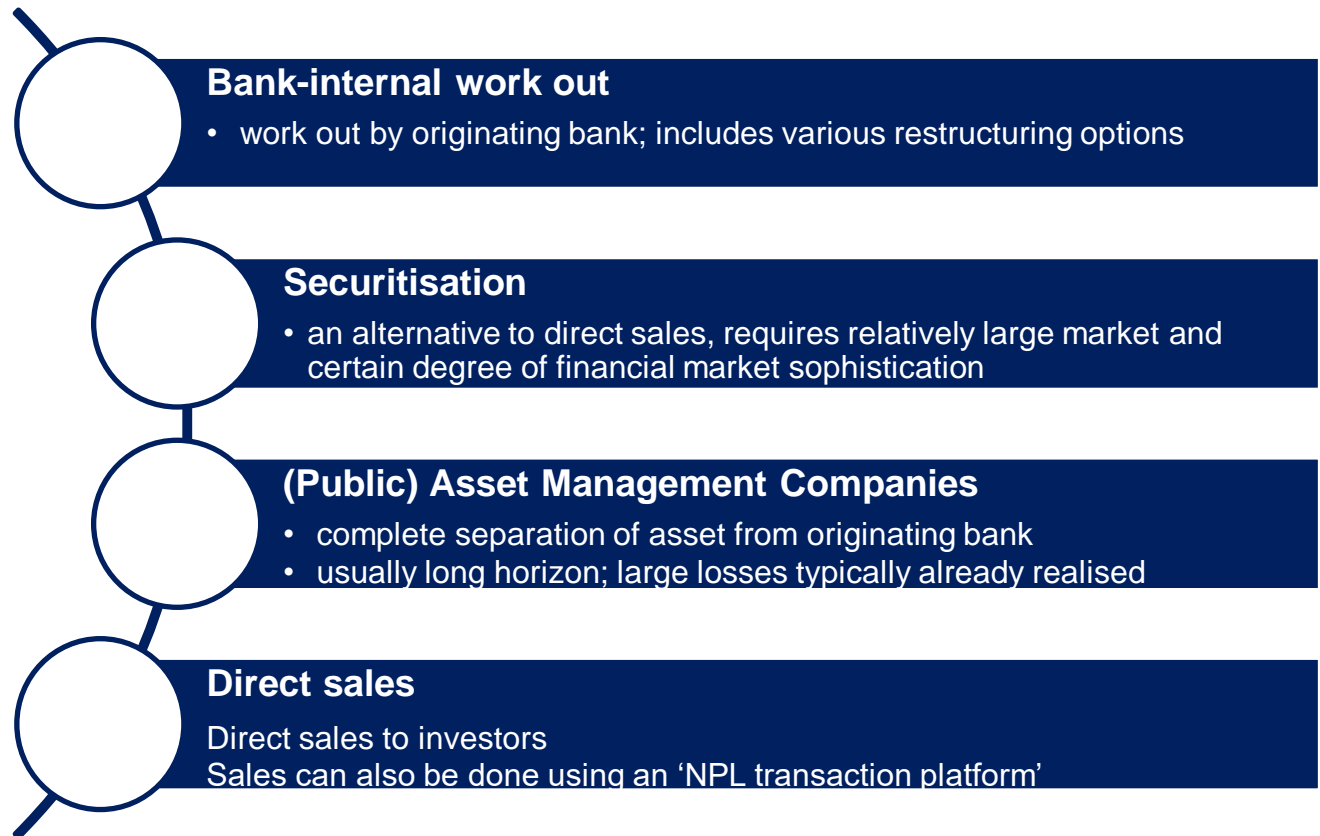 Bank-internal work out
• work out by originating bank; includes various restructuring options
Securitisation
• an alternative to direct sales, requires relatively large market and
certain degree of financial market sophistication
(Public) Asset Management Companies
• complete separation of asset from originating bank
• usually long horizon; large losses typically already realised
Direct sales
Direct sales to investors
Sales can also be done using an ‘NPL transaction platform’